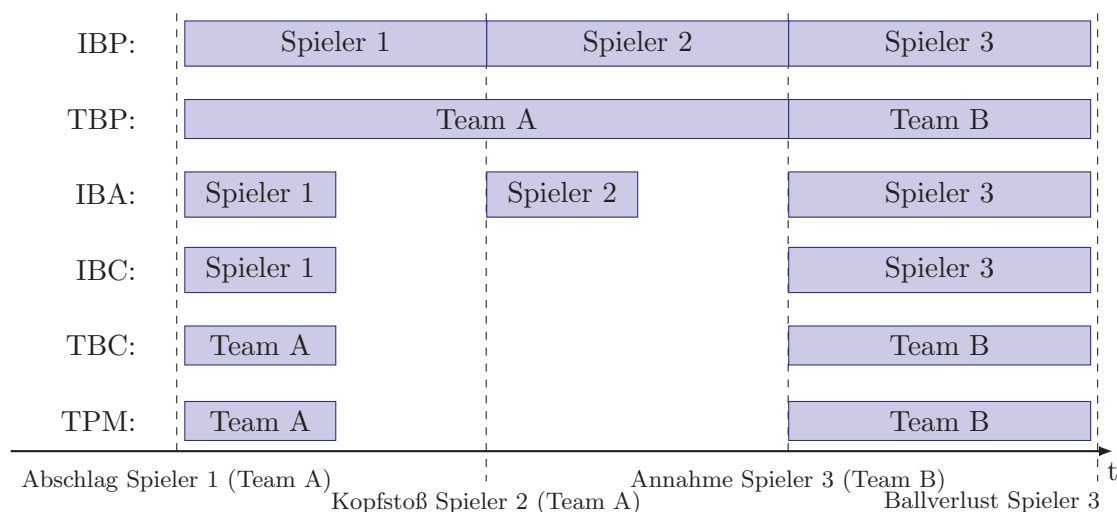 IBP: Spieler 1 Spieler 2 Spieler 3
TBP: Team A Team B
IBA: Spieler 1 Spieler 2 Spieler 3
IBC: Spieler 1 Spieler 3
TBC: Team A Team B
TPM: Team A Team B
t
Abschlag Spieler 1 (Team A) Annahme Spieler 3 (Team B)
Kopfstoß Spieler 2 (Team A) Ballverlust Spieler 3